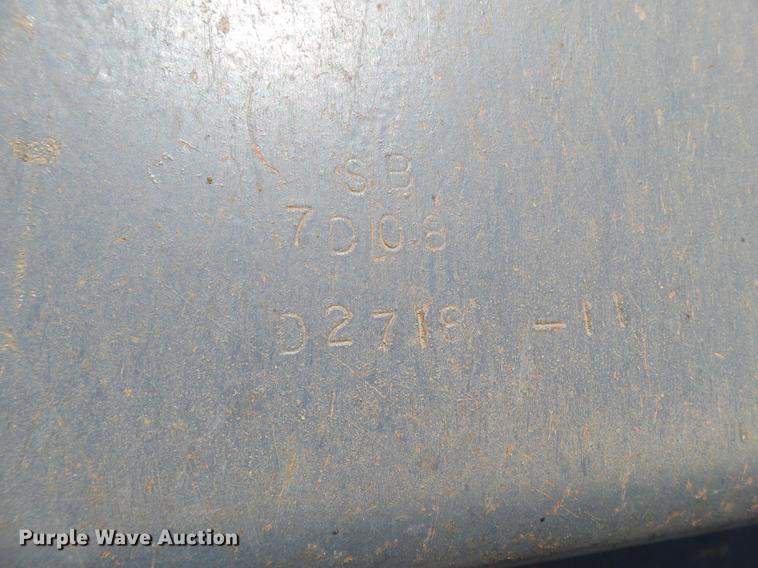 SB
7D08
D2718 -11
Purple Wave Auction